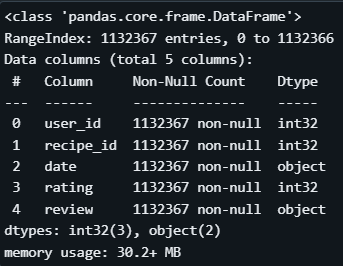 <class 'pandas.core.frame.DataFrame'>
RangeIndex: 1132367 entries, 0 to 1132366
Data columns (total 5 columns):
 #   Column     Non-Null Count    Dtype
---  ------     --------------    -----
 0   user_id    1132367 non-null  int32
 1   recipe_id  1132367 non-null  int32
 2   date       1132367 non-null  object
 3   rating     1132367 non-null  int32
 4   review     1132367 non-null  object
dtypes: int32(3), object(2)
memory usage: 30.2+ MB